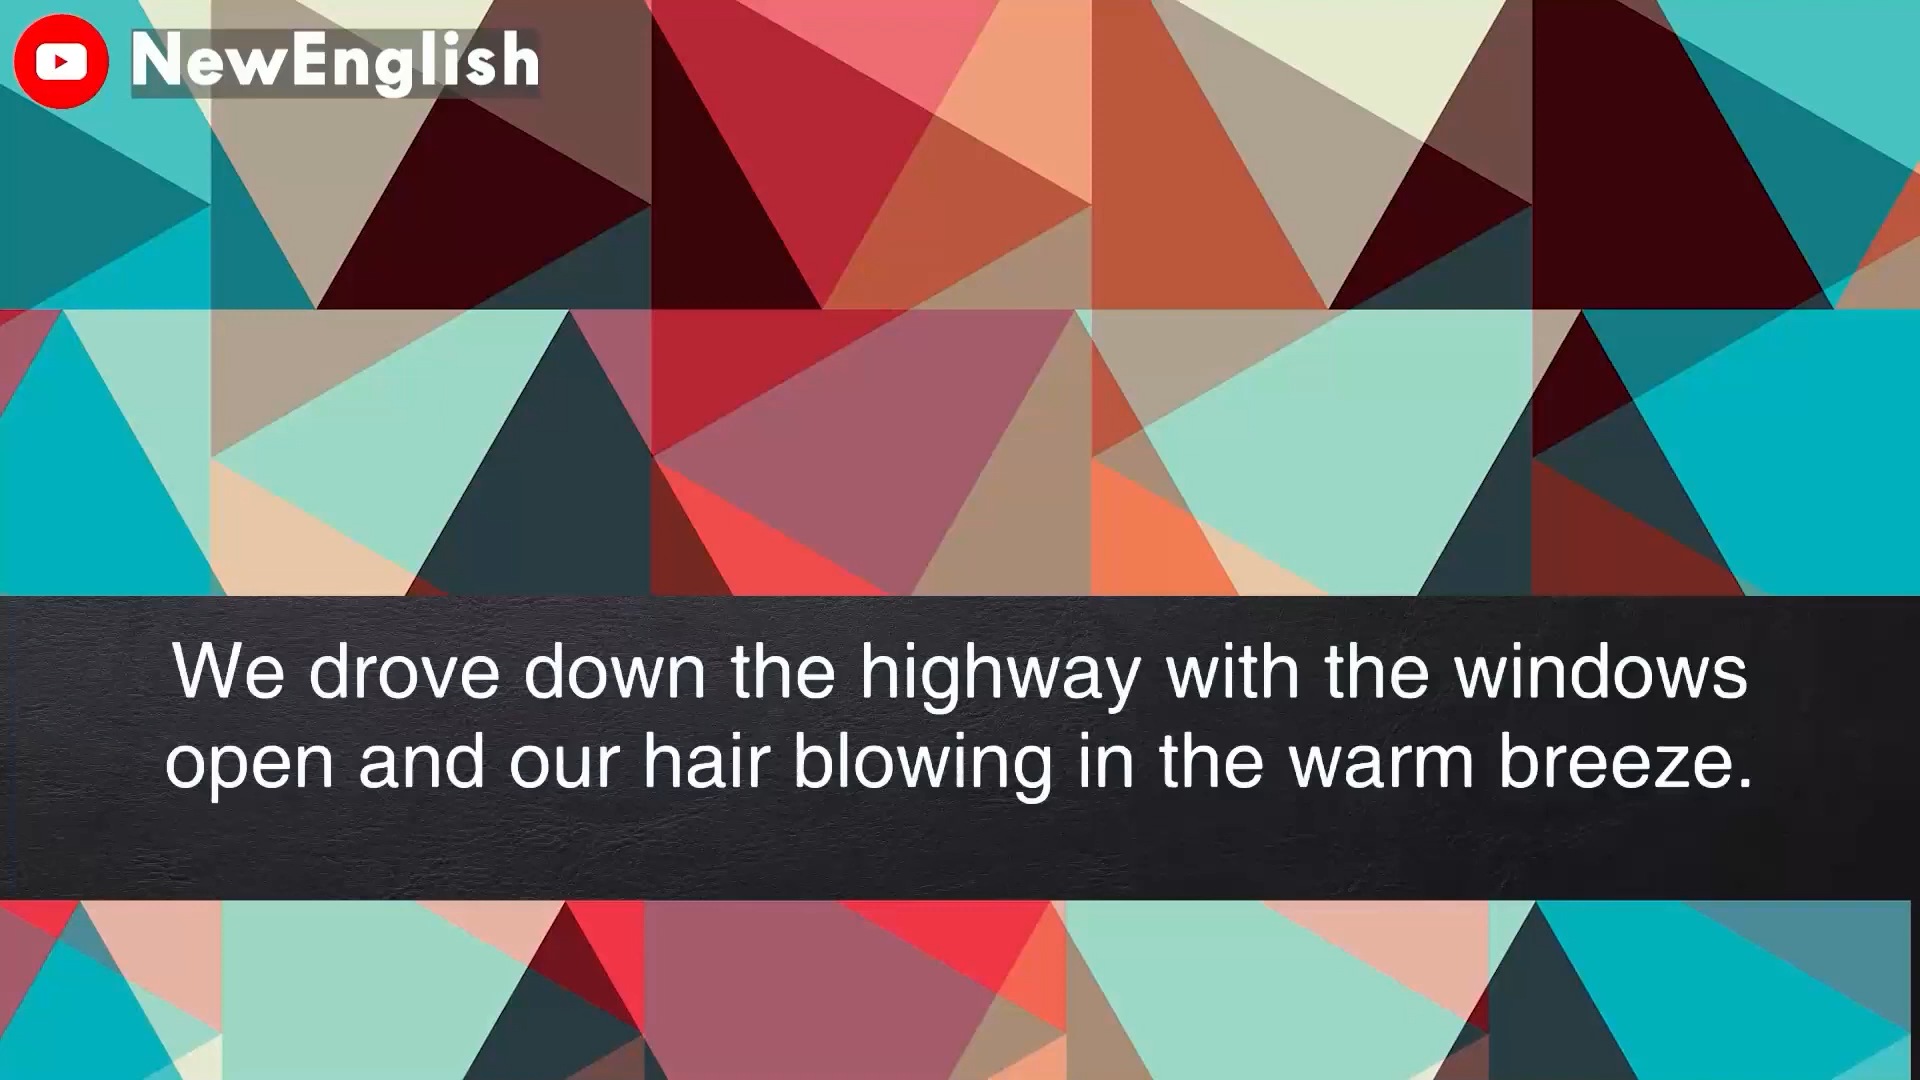 NewEnglish
We drove down the highway with the windows
open and our hair blowing in the warm breeze.